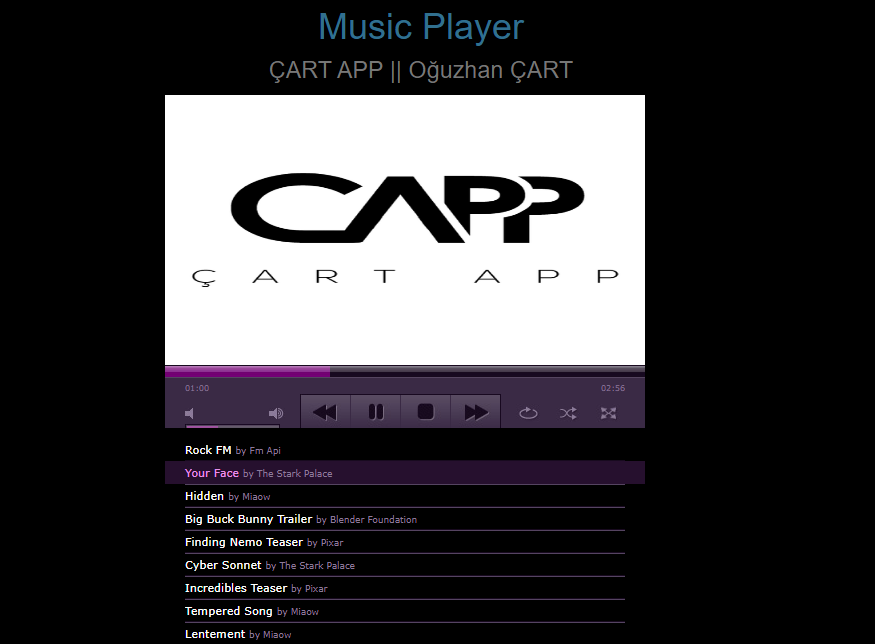 Music Player
ÇART APP || Oğuzhan ÇART
CAPP
ÇART APP
01:00 02:56
Rock FM by Fm Api
Your Face by The Stark Palace
Hidden by Miaow
Big Buck Bunny Trailer by Blender Foundation
Finding Nemo Teaser by Pixar
Cyber Sonnet by The Stark Palace
Incredibles Teaser by Pixar
Tempered Song by Miaow
Lentement by Miaow